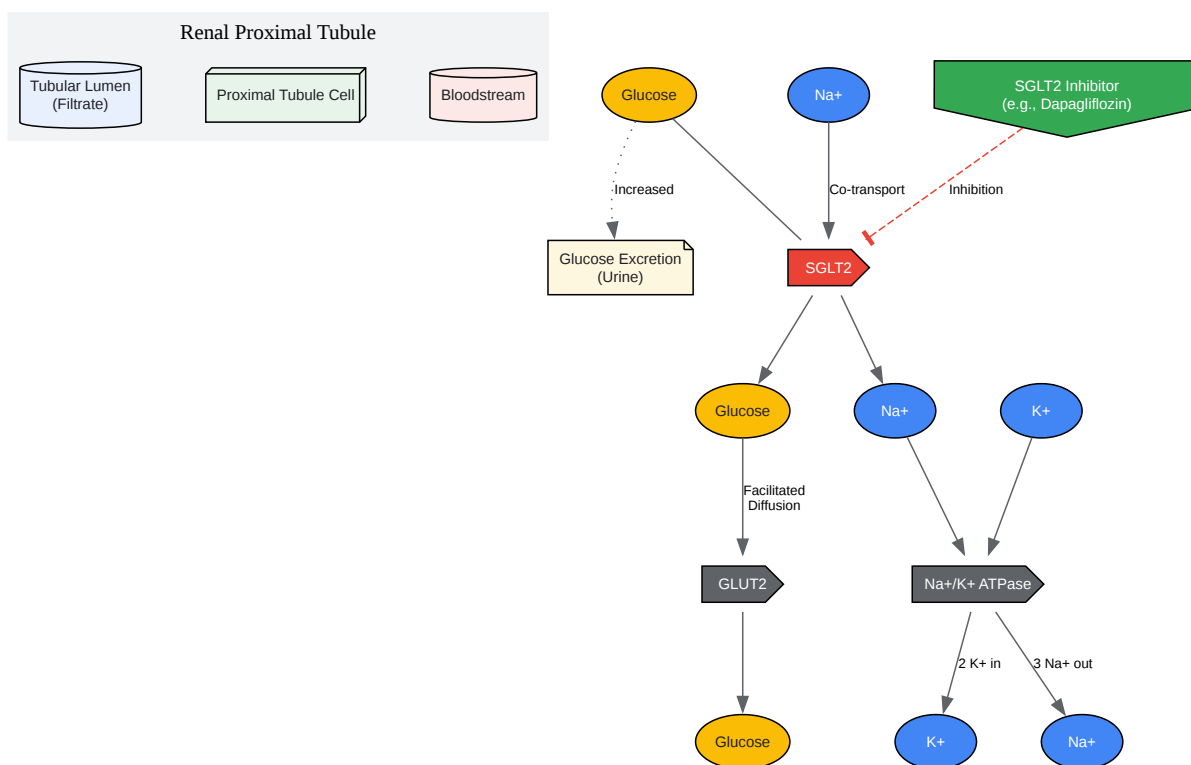 Renal Proximal Tubule
Tubular Lumen
(Filtrate)
Proximal Tubule Cell
Bloodstream
Glucose
Na+
SGLT2 Inhibitor
(e.g., Dapagliflozin)
Increased
Co-transport
Inhibition
Glucose Excretion
(Urine)
SGLT2
Glucose
Na+
K+
Facilitated
Diffusion
GLUT2
Na+/K+ ATPase
2 K+ in
3 Na+ out
Glucose
K+
Na+